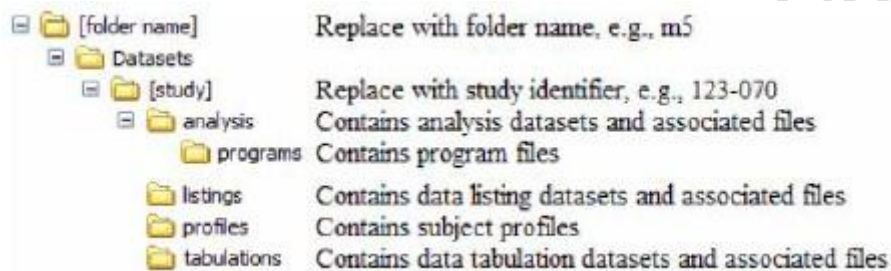 [folder name] Replace with folder name, e.g., m5
Datasets
[study] Replace with study identifier, e.g., 123-070
analysis Contains analysis datasets and associated files
programs Contains program files
listings Contains data listing datasets and associated files
profiles Contains subject profiles
tabulations Contains data tabulation datasets and associated files